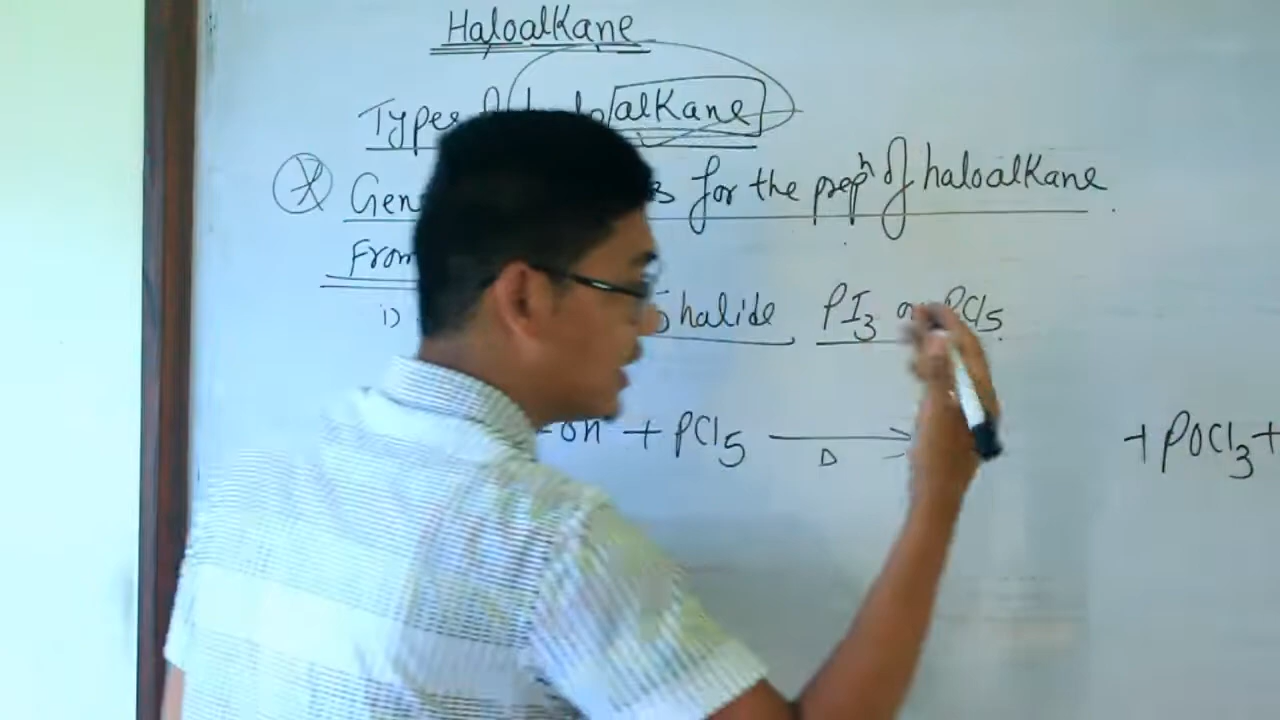 Haloalkane
Types of haloalkane
Gen for the prepn of haloalkane.
From
1) halide PI3 or PCl5.
-OH + PCl5 → Δ + POCl3 +